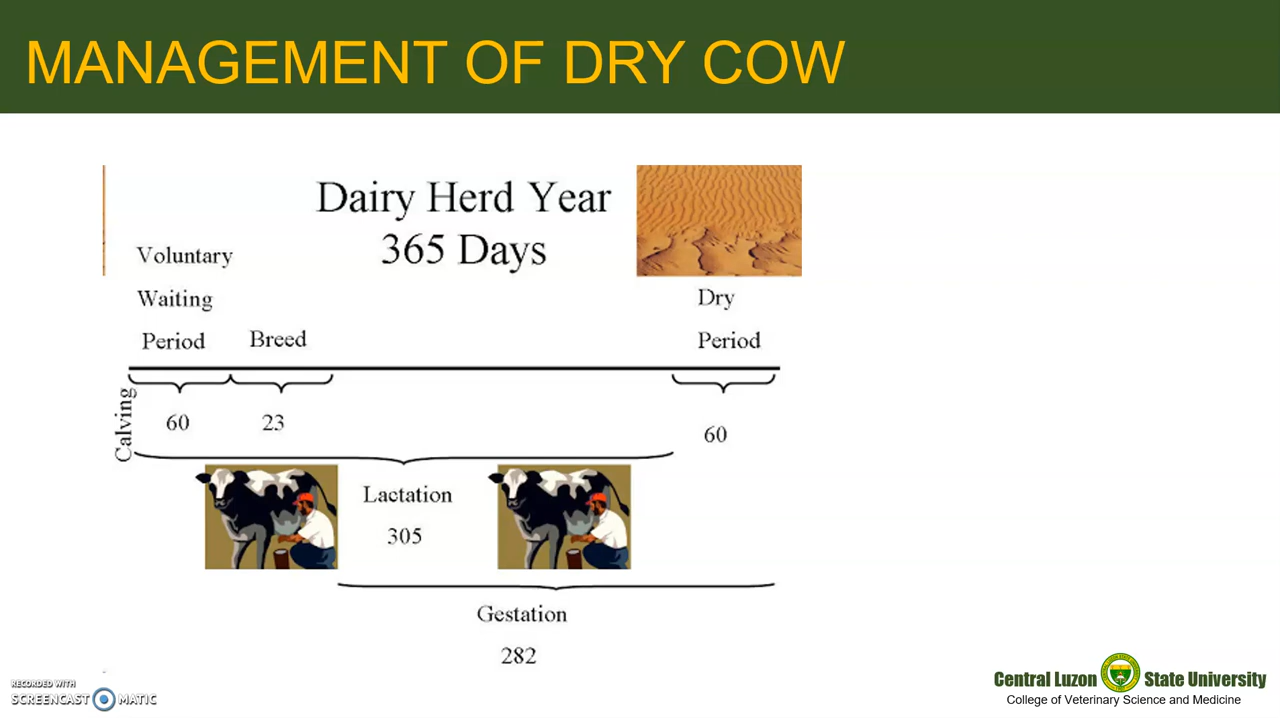 MANAGEMENT OF DRY COW
Dairy Herd Year
365 Days
Voluntary
Waiting
Period
Breed
Dry
Period
Calving
60
23
60
Lactation
305
Gestation
282
RECORDED WITH
SCREENCAST MATIC
Central Luzon State University
College of Veterinary Science and Medicine